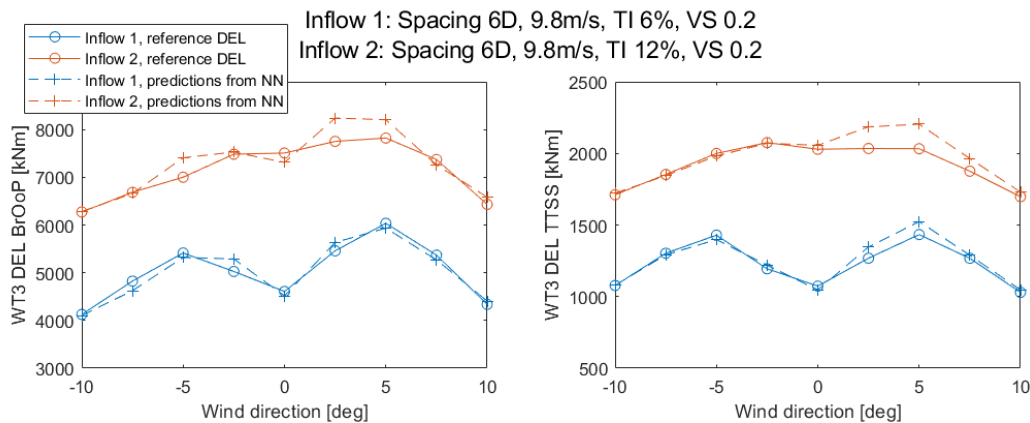 Inflow 1: Spacing 6D, 9.8m/s, TI 6%, VS 0.2
Inflow 2: Spacing 6D, 9.8m/s, TI 12%, VS 0.2
Inflow 1, reference DEL
Inflow 2, reference DEL
Inflow 1, predictions from NN
Inflow 2, predictions from NN
WT3 DEL BrOoP [kNm]
8000
7000
6000
5000
4000
3000
-10
-5
0
5
10
Wind direction [deg]
WT3 DEL TTSS [kNm]
2500
2000
1500
1000
500
-10
-5
0
5
10
Wind direction [deg]